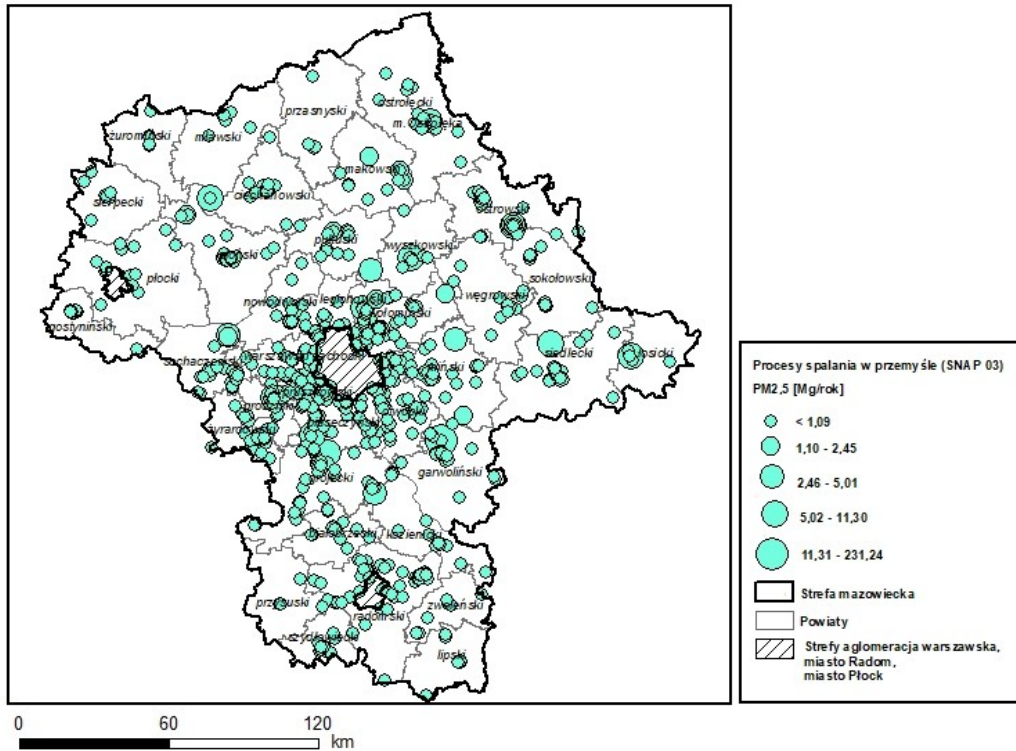 przasnyski
ostrołęcki
m. Ostrołęka
żuromiński
mławski
makowski
ciechanowski
sierpecki
ostrowski
pułtuski
wyszkowski
płoński
sokołowski
płocki
węgrowski
legionowski
nowodworski
wołomiński
gostyniński
sochaczewski
siedlecki
łosicki
miński
żyrardowski
piaseczyński
garwoliński
grójecki
białobrzeski
kozienicki
przysuski
zwoleński
radomski
szydłowiecki
lipski
Procesy spalania w przemyśle (SNAP 03)
PM2,5 [Mg/rok]
< 1,09
1,10 - 2,45
2,46 - 5,01
5,02 - 11,30
11,31 - 231,24
Strefa mazowiecka
Powiaty
Strefy aglomeracja warszawska,
miasto Radom,
miasto Płock
0 60 120
km